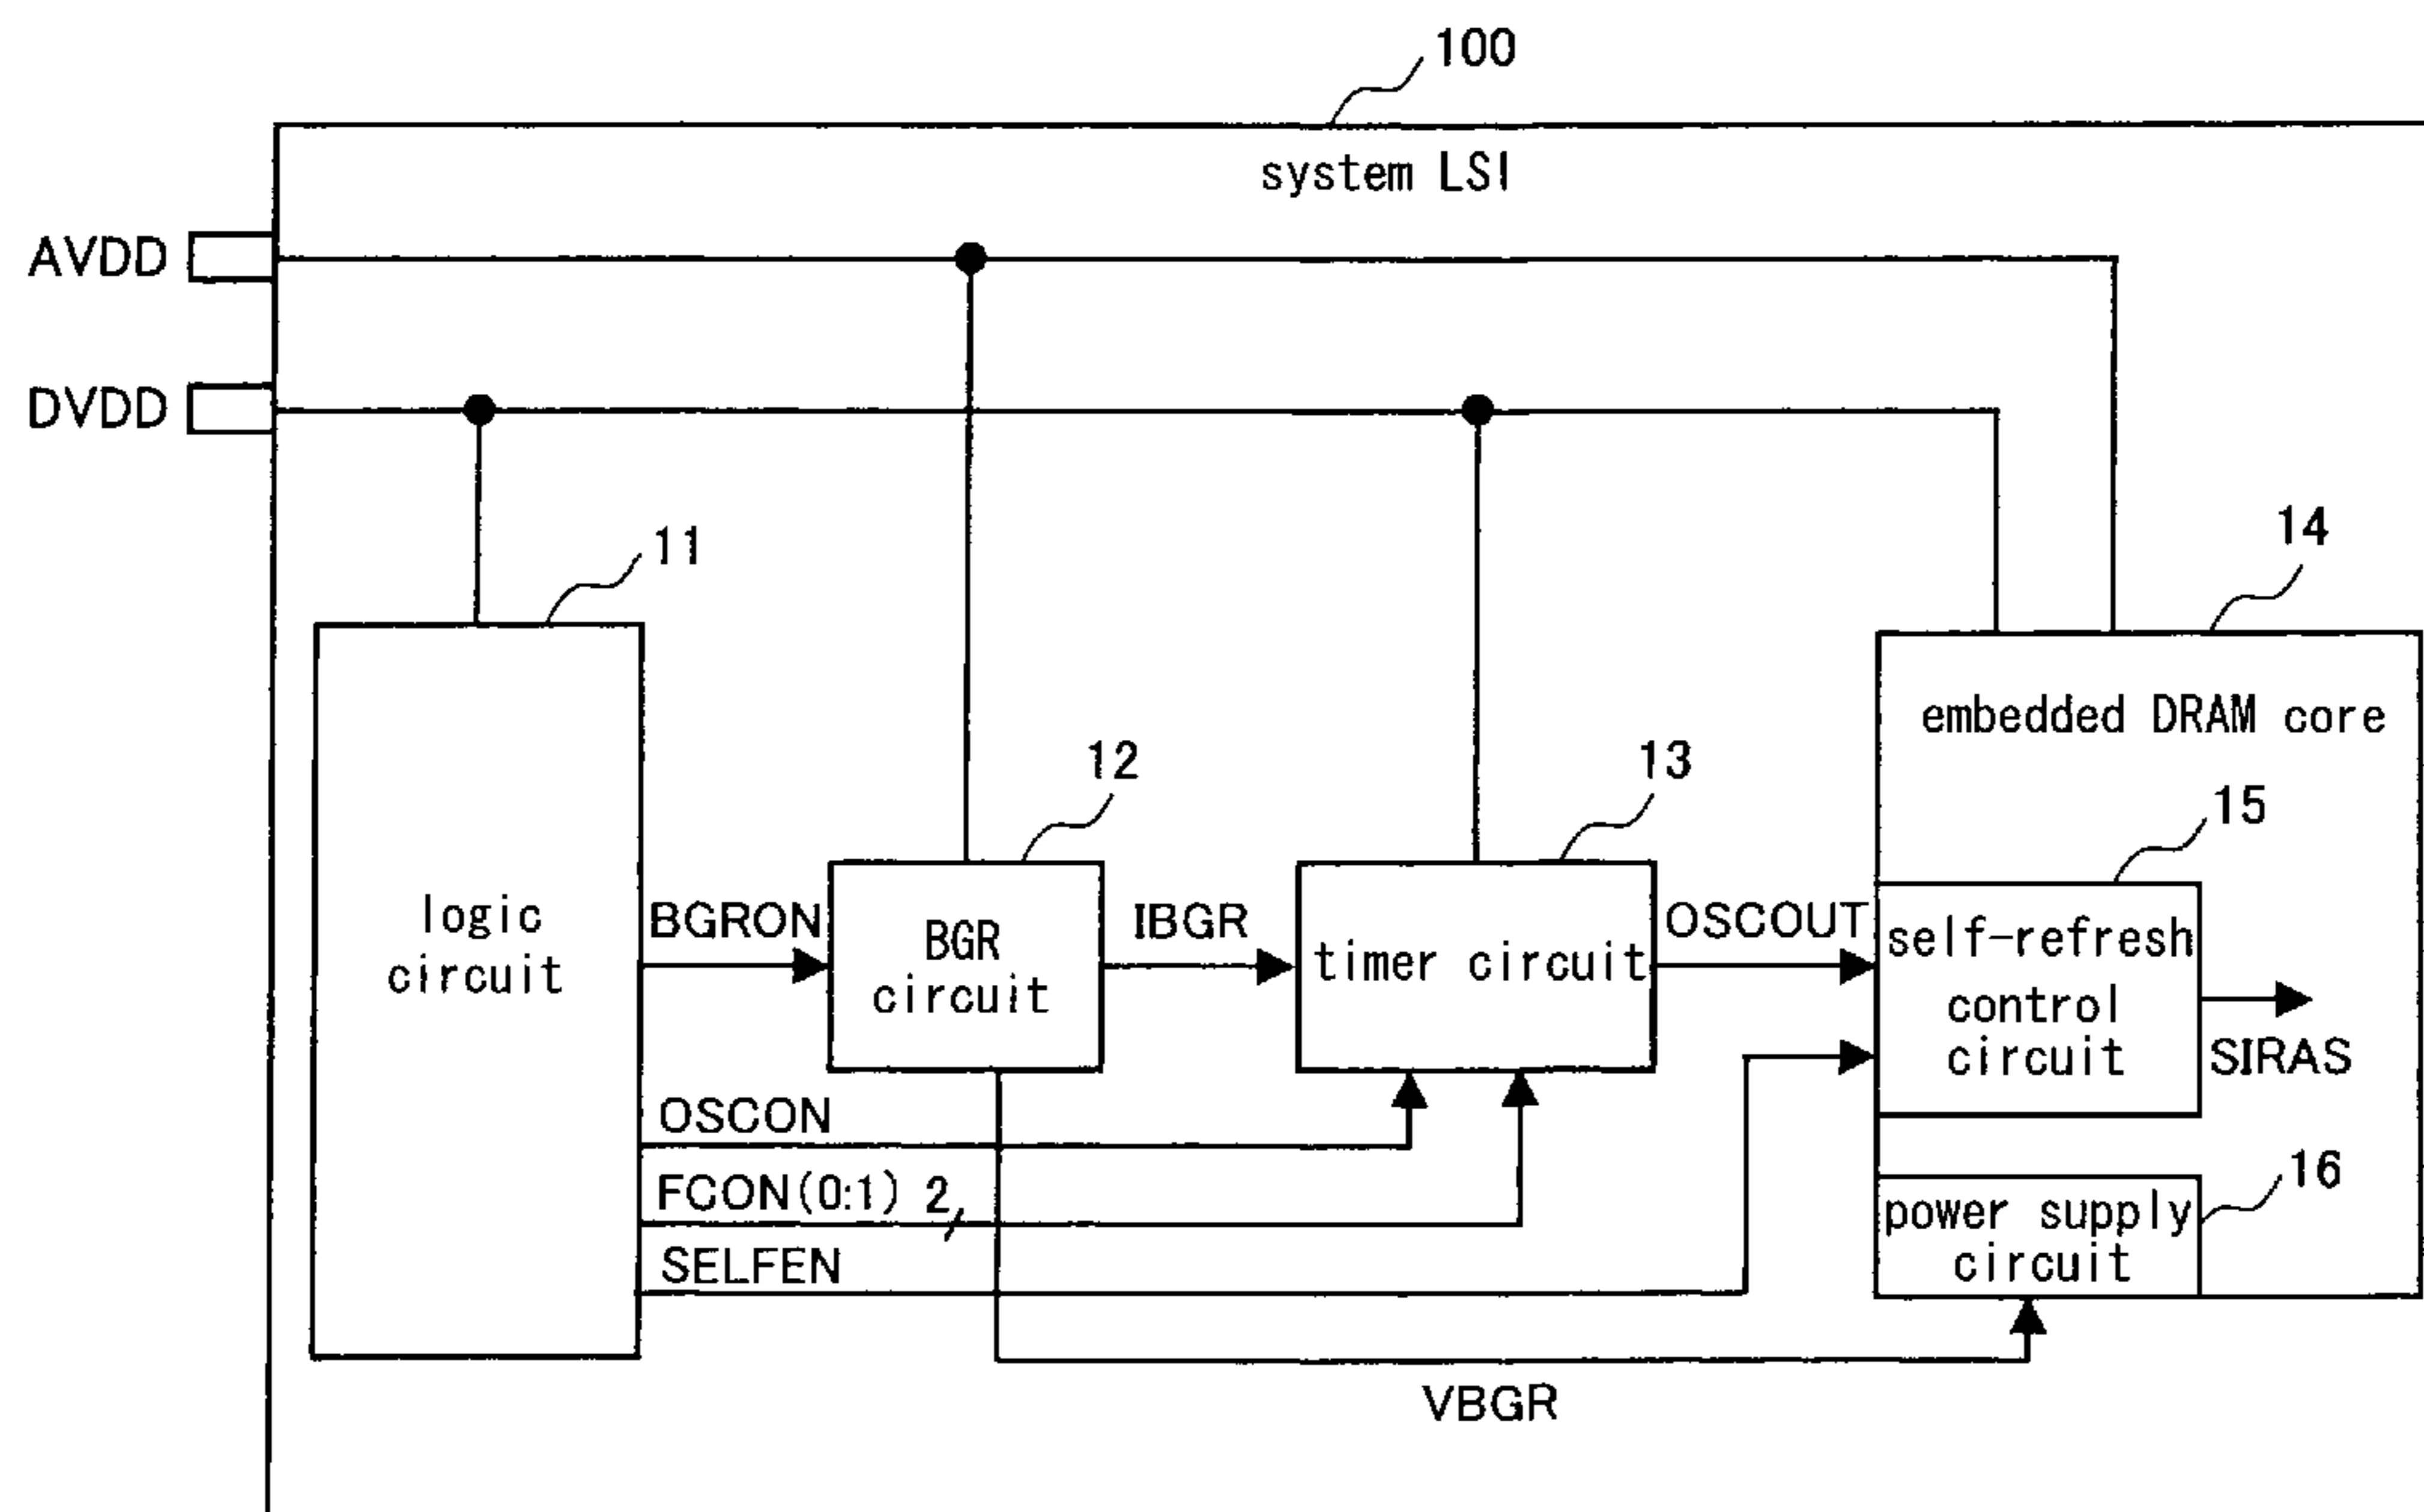 100
system LSI
AVDD
DVDD
11
14
embedded DRAM core
12
13
15
logic
circuit
BGRON
BGR
circuit
IBGR
timer circuit
OSCOUT
self-refresh
control
circuit
SIRAS
OSCON
FCON(0:1) 2
16
power supply
circuit
SELFEN
VBGR